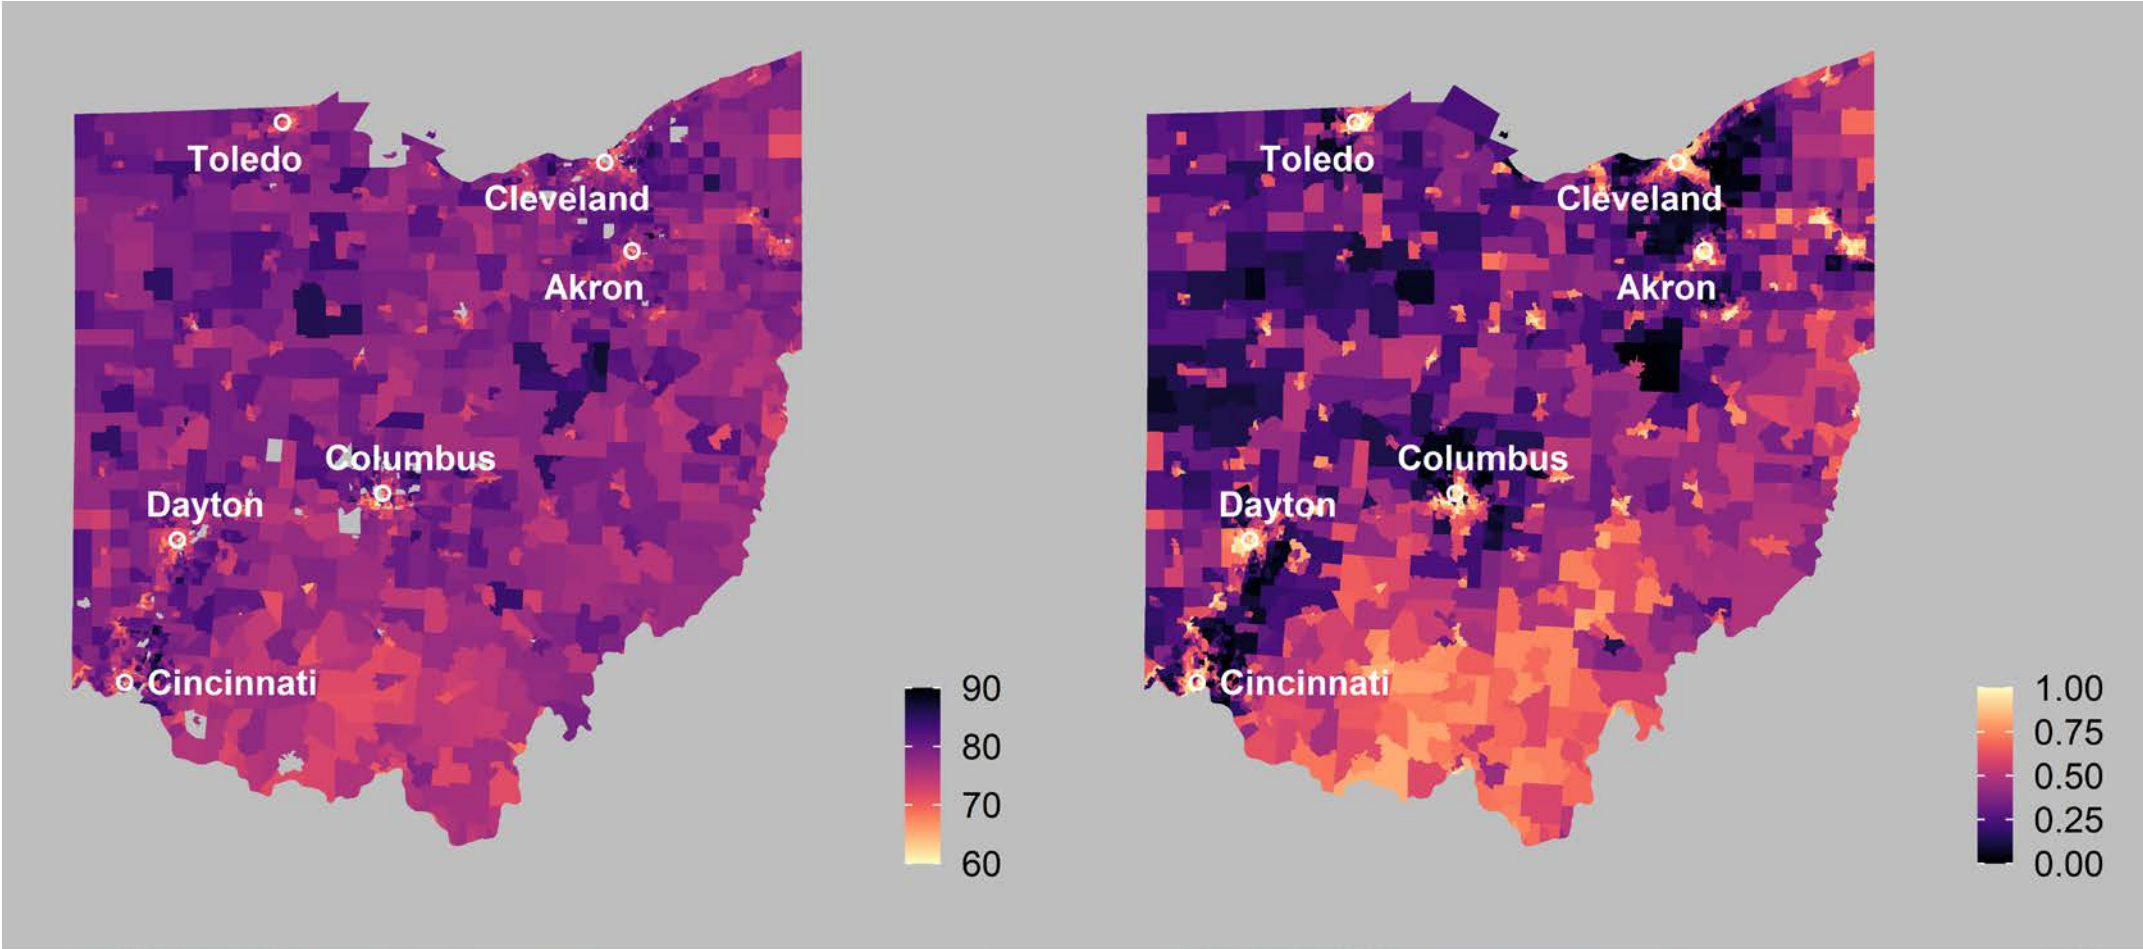 Toledo
Cleveland
Akron
Columbus
Dayton
Cincinnati
90
80
70
60
Toledo
Cleveland
Akron
Columbus
Dayton
Cincinnati
1.00
0.75
0.50
0.25
0.00